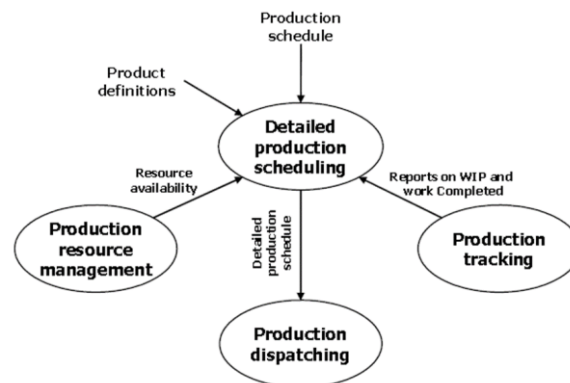 Production
schedule
Product
definitions
Detailed
production
scheduling
Resource
availability
Reports on WIP and
work Completed
Production
resource
management
Detailed
production
schedule
Production
tracking
Production
dispatching